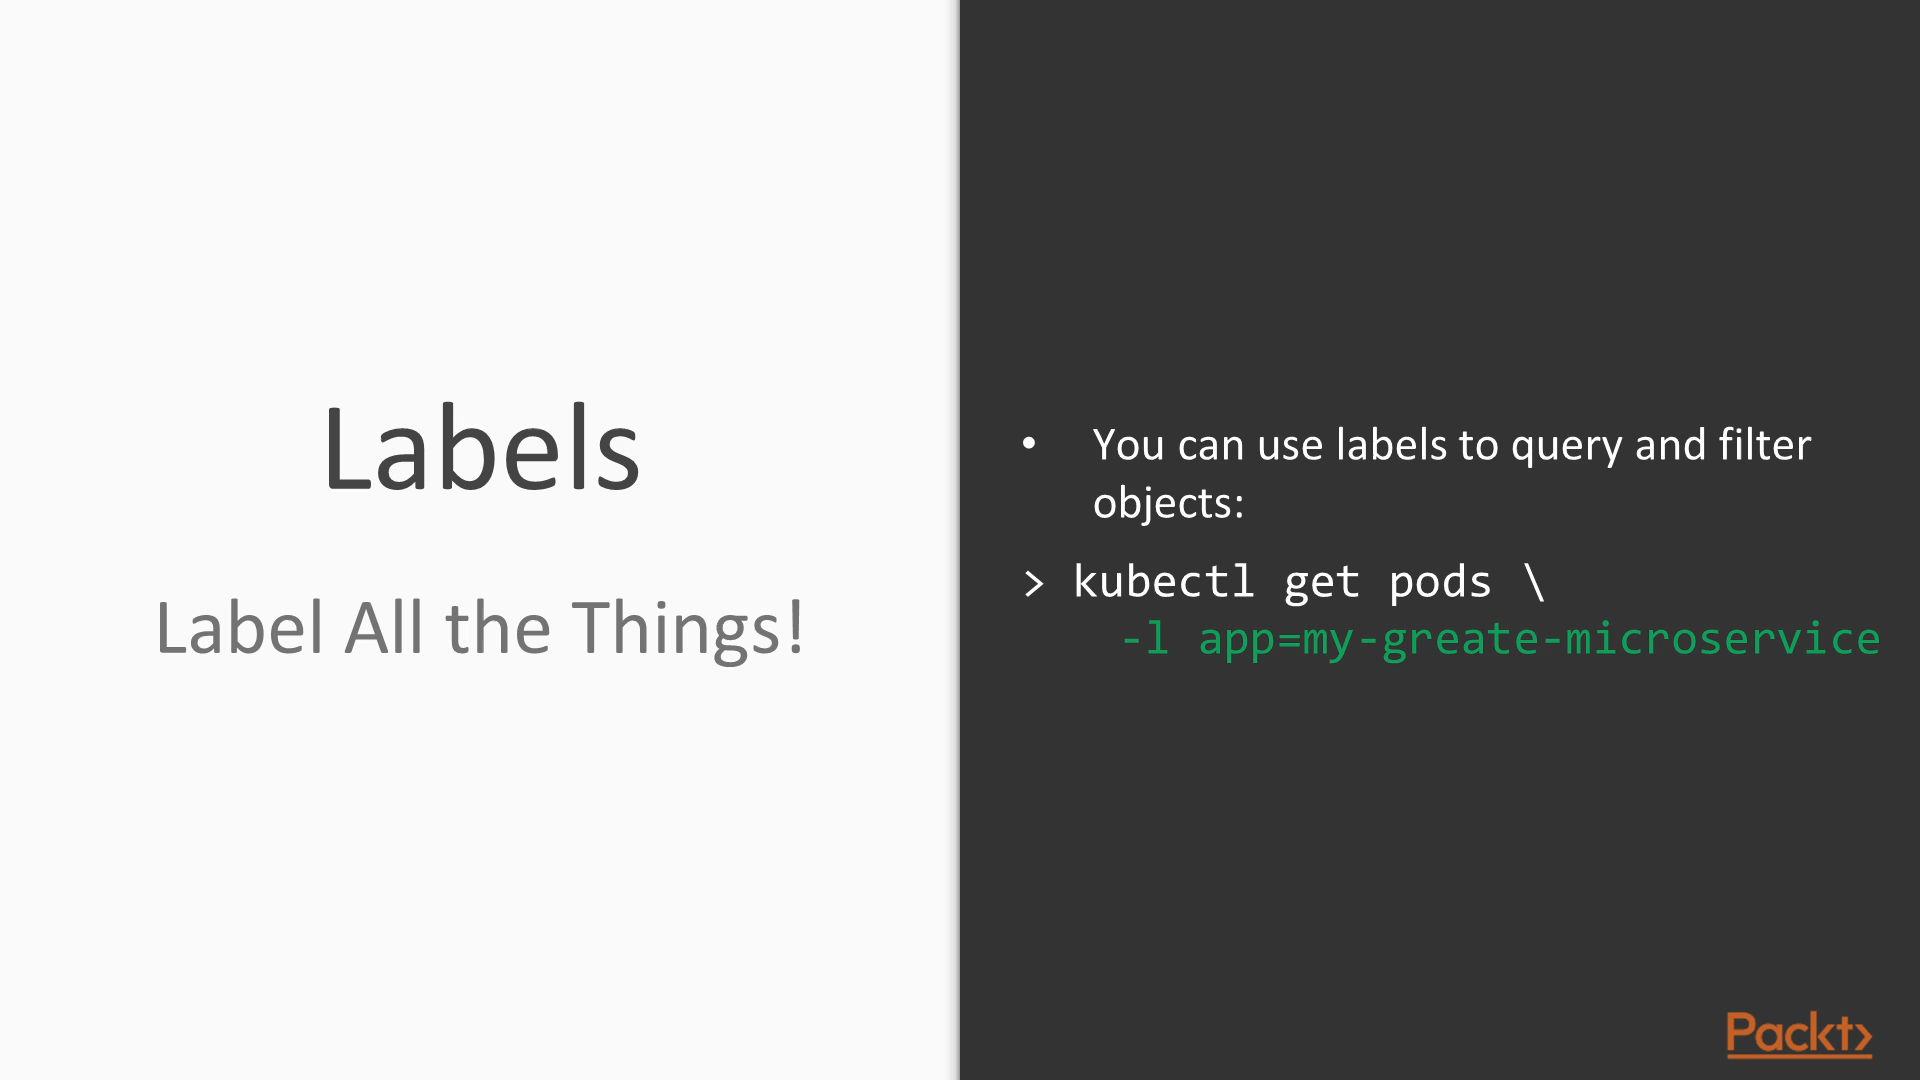 Labels
Label All the Things!
• You can use labels to query and filter
objects:
> kubectl get pods \
-l app=my-greate-microservice
Packt>